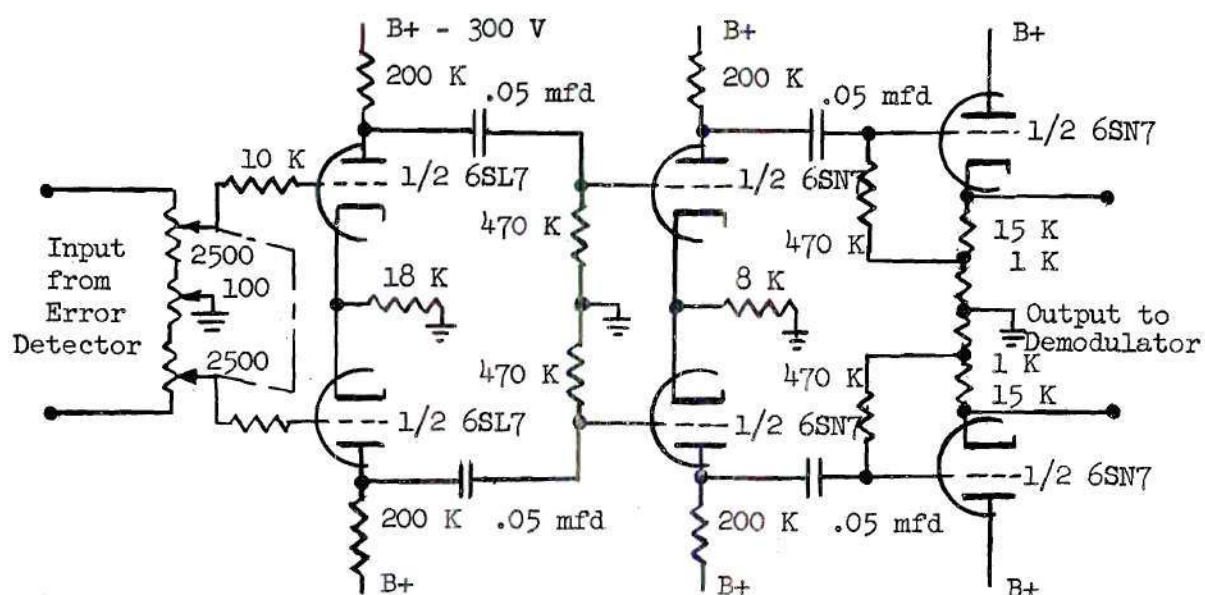 B+ - 300 V
B+
B+
200 K
200 K
.05 mfd
.05 mfd
1/2 6SN7
10 K
1/2 6SL7
1/2 6SN7
Input
from
Error
Detector
2500
100
2500
470 K
18 K
470 K
8 K
470 K
15 K
1 K
Output to
Demodulator
470 K
1 K
15 K
1/2 6SL7
1/2 6SN7
1/2 6SN7
200 K
.05 mfd
200 K
.05 mfd
B+
B+
B+